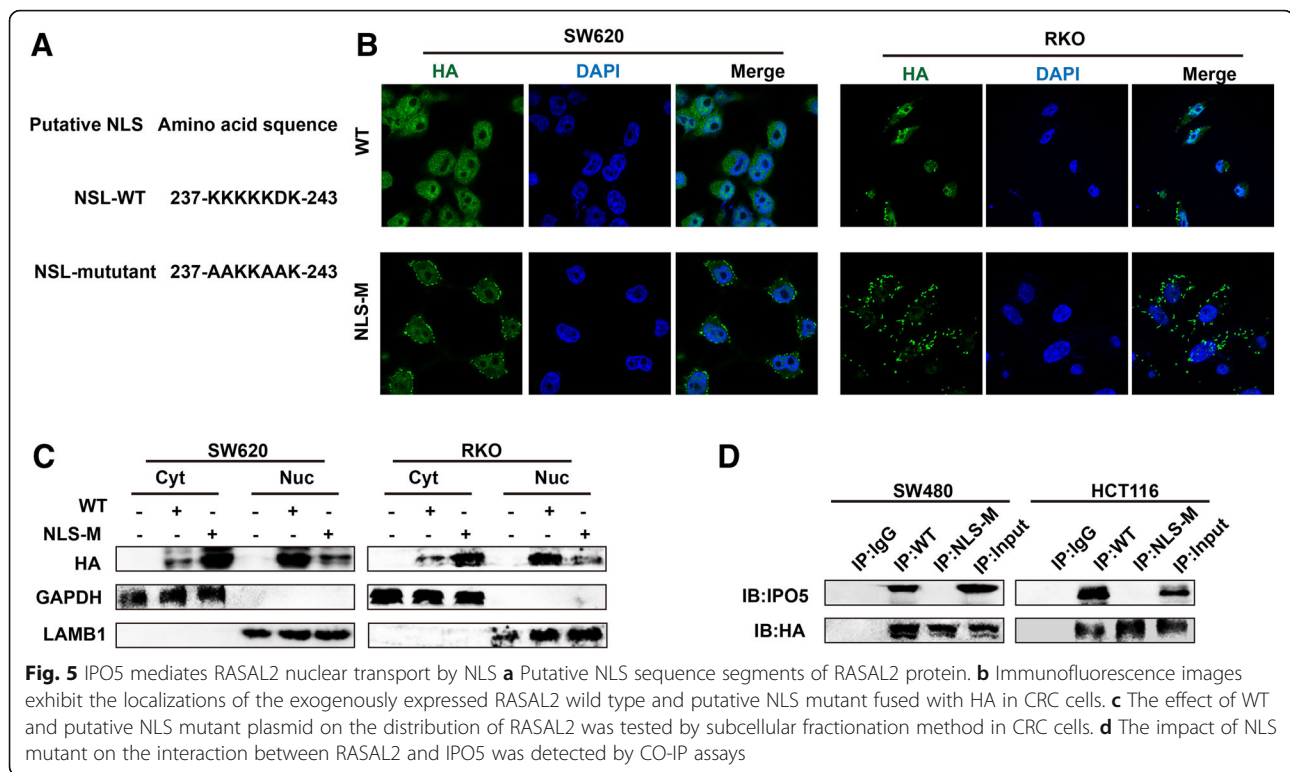 A
Putative NLS Amino acid squence
NSL-WT 237-KKKKKDK-243
NSL-mututant 237-AAKKAAK-243
B
SW620 RKO
HA DAPI Merge HA DAPI Merge
WT
NLS-M
C
SW620 RKO
Cyt Nuc Cyt Nuc
WT - + - - + - - + - - + -
NLS-M - - + - - + - - + - - +
HA
GAPDH
LAMB1
D
SW480 HCT116
IP:IgG IP:WT IP:NLS-M IP:Input IP:IgG IP:WT IP:NLS-M IP:Input
IB:IPO5
IB:HA
Fig. 5 IPO5 mediates RASAL2 nuclear transport by NLS a Putative NLS sequence segments of RASAL2 protein. b Immunofluorescence images
exhibit the localizations of the exogenously expressed RASAL2 wild type and putative NLS mutant fused with HA in CRC cells. c The effect of WT
and putative NLS mutant plasmid on the distribution of RASAL2 was tested by subcellular fractionation method in CRC cells. d The impact of NLS
mutant on the interaction between RASAL2 and IPO5 was detected by CO-IP assays